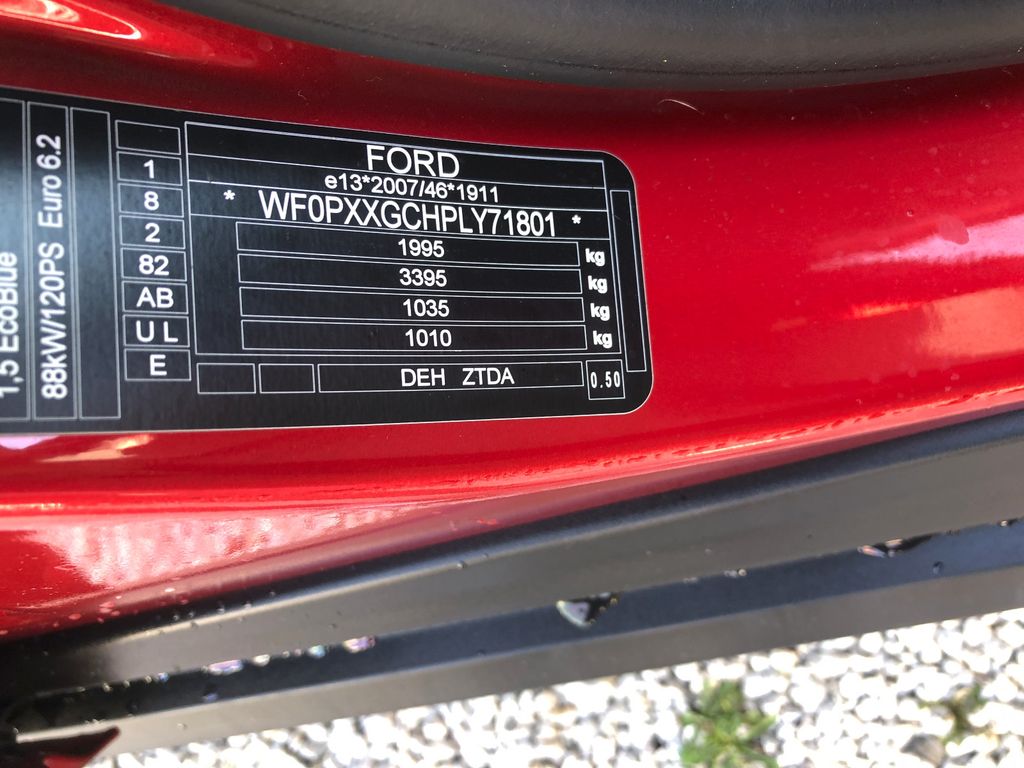 FORD
e13*2007/46*1911
* WF0PXXGCHPLY71801 *
1995 kg
3395 kg
1035 kg
1010 kg
DEH ZTDA 0.50
1
8
2
82
AB
U L
E
88kW/120PS Euro 6.2
1,5 EcoBlue